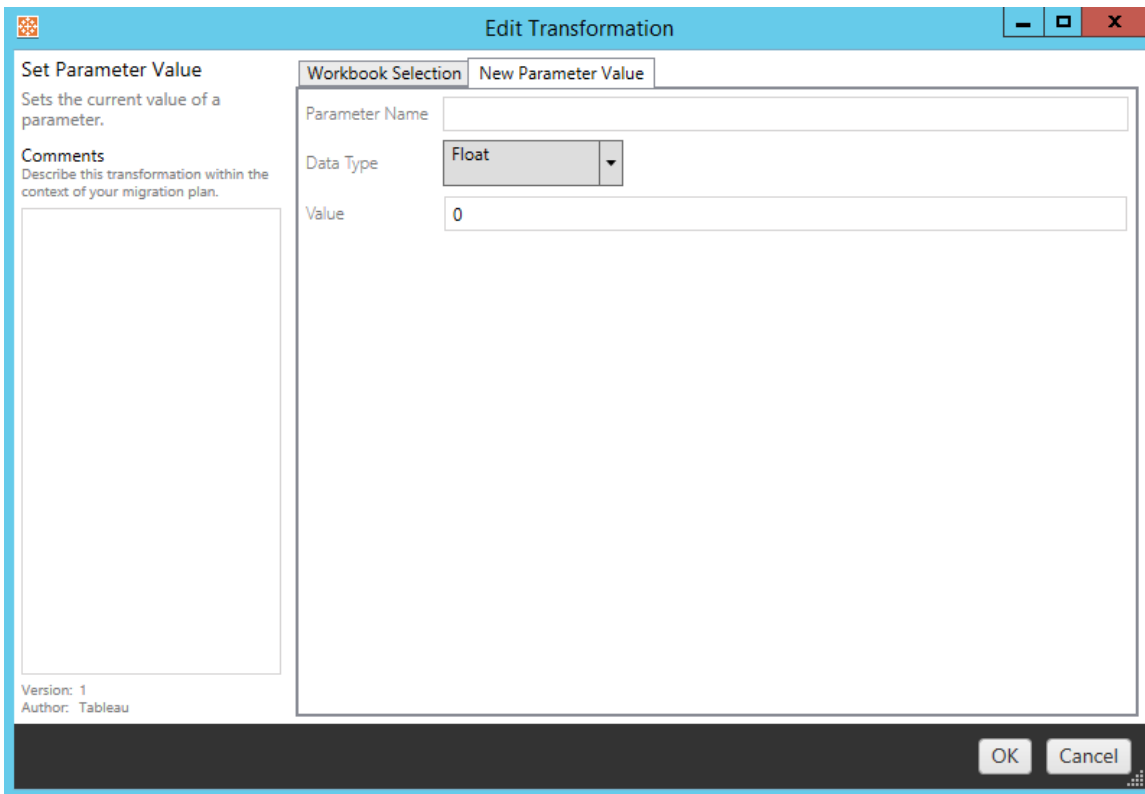 Edit Transformation
Set Parameter Value
Sets the current value of a
parameter.
Comments
Describe this transformation within the
context of your migration plan.
Version: 1
Author: Tableau
Workbook Selection
New Parameter Value
Parameter Name
Data Type
Float
Value
0
OK
Cancel